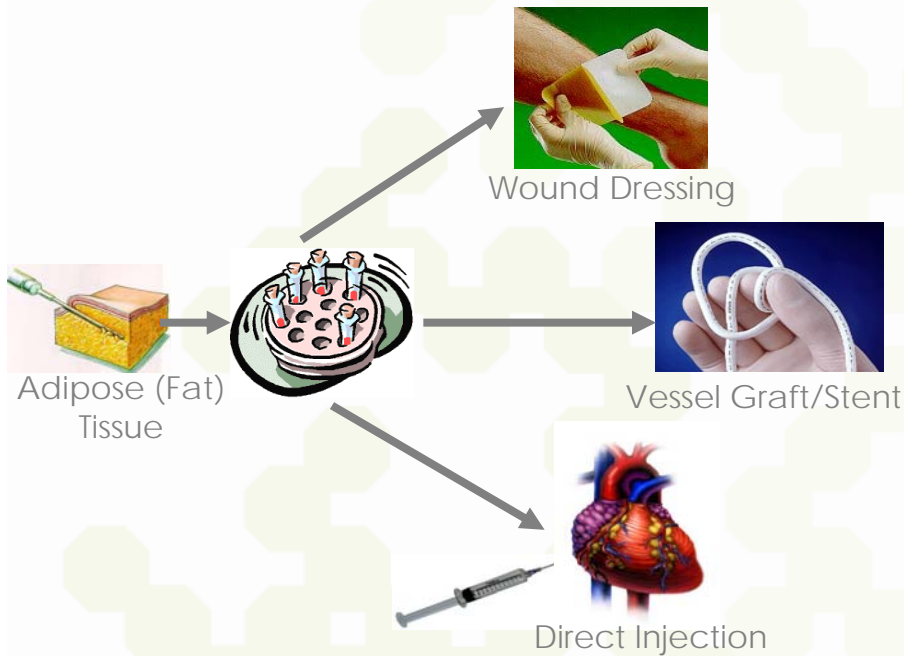 Wound Dressing
Adipose (Fat)
Tissue
Vessel Graft/Stent
Direct Injection